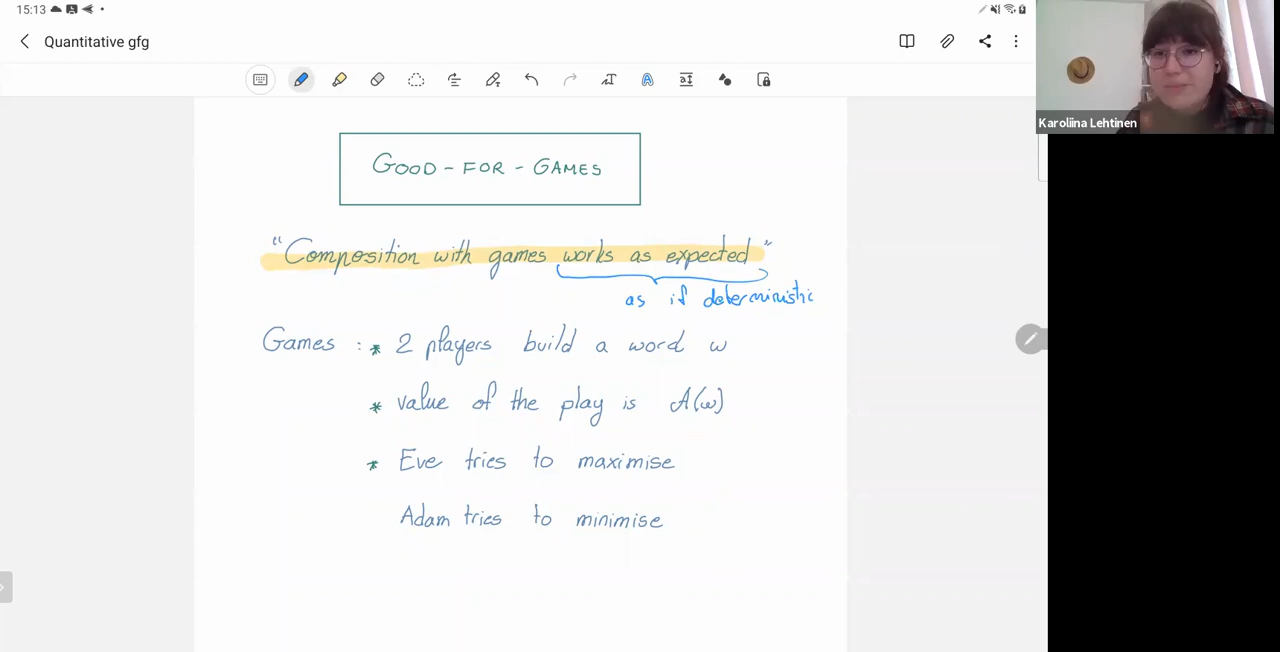 15:13
Quantitative gfg
Karoliina Lehtinen
GOOD-FOR-GAMES
"Composition with games works as expected"
as if deterministic
Games : * 2 players build a word w
* value of the play is A(w)
* Eve tries to maximise
Adam tries to minimise